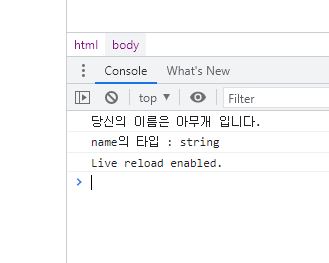 html body
Console What's New
top Filter
당신의 이름은 아무개 입니다.
name의 타입 : string
Live reload enabled.